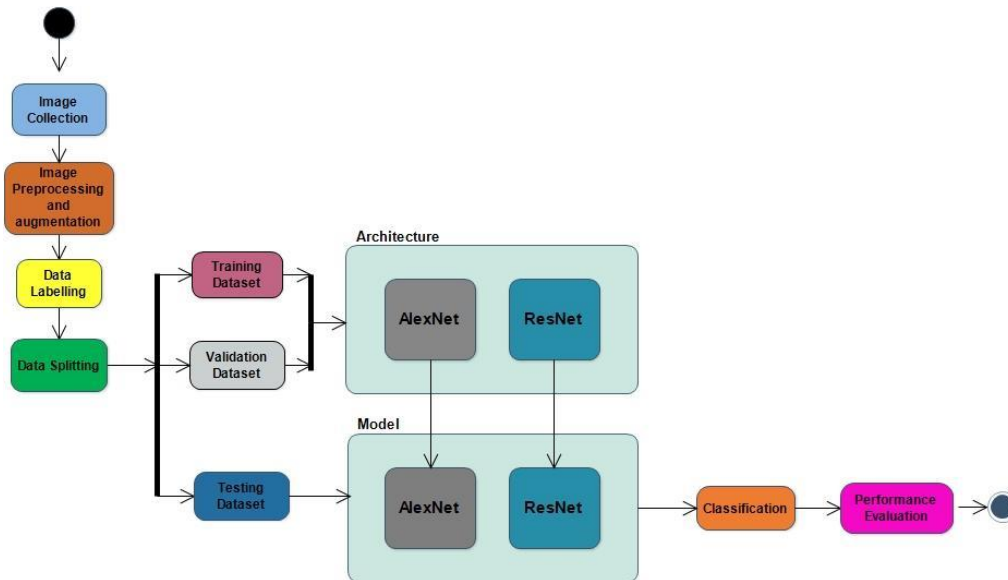 Image
Collection
Image
Preprocessing
and
augmentation
Data
Labelling
Data Splitting
Training
Dataset
Validation
Dataset
Testing
Dataset
Architecture
AlexNet
ResNet
Model
AlexNet
ResNet
Classification
Performance
Evaluation